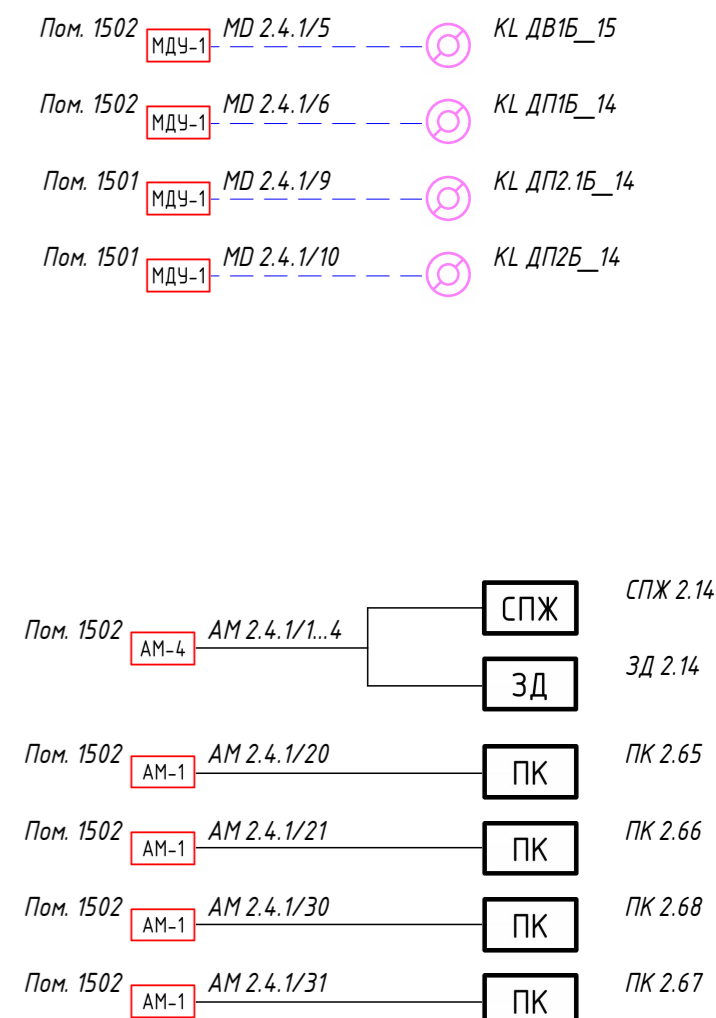 Пом. 1502 МДУ-1 MD 2.4.1/5 KL ДВ1Б__15
Пом. 1502 МДУ-1 MD 2.4.1/6 KL ДП1Б__14
Пом. 1501 МДУ-1 MD 2.4.1/9 KL ДП2.1Б__14
Пом. 1501 МДУ-1 MD 2.4.1/10 KL ДП2Б__14
Пом. 1502 АМ-4 АМ 2.4.1/1...4 СПЖ СПЖ 2.14
ЗД ЗД 2.14
Пом. 1502 АМ-1 АМ 2.4.1/20 ПК ПК 2.65
Пом. 1502 АМ-1 АМ 2.4.1/21 ПК ПК 2.66
Пом. 1502 АМ-1 АМ 2.4.1/30 ПК ПК 2.68
Пом. 1502 АМ-1 АМ 2.4.1/31 ПК ПК 2.67